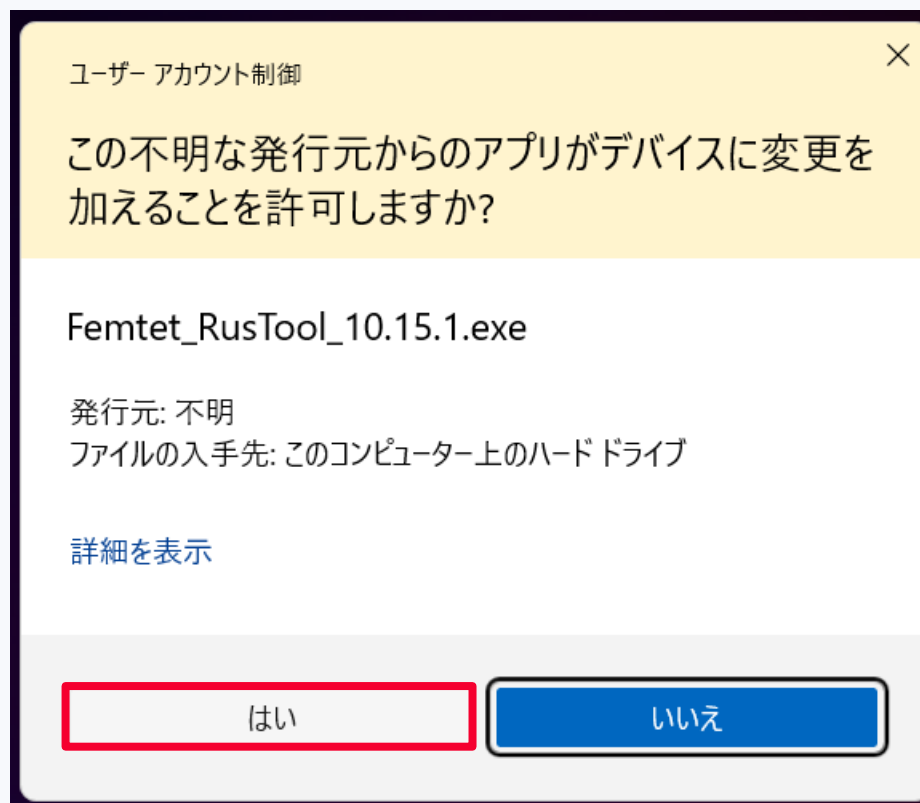 ユーザー アカウント制御
この不明な発行元からのアプリがデバイスに変更を
加えることを許可しますか?
Femtet_RusTool_10.15.1.exe
発行元: 不明
ファイルの入手先: このコンピューター上のハード ドライブ
詳細を表示
はい
いいえ